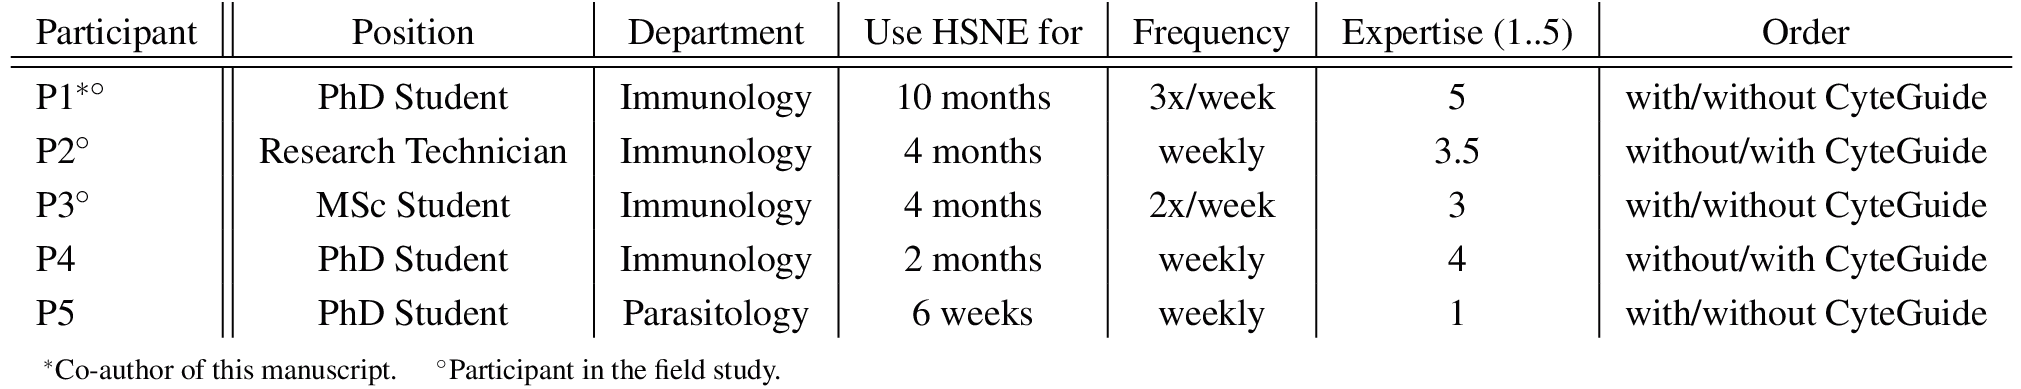 Participant Position Department Use HSNE for Frequency Expertise (1..5) Order
P1*° PhD Student Immunology 10 months 3x/week 5 with/without CyteGuide
P2° Research Technician Immunology 4 months weekly 3.5 without/with CyteGuide
P3° MSc Student Immunology 4 months 2x/week 3 with/without CyteGuide
P4 PhD Student Immunology 2 months weekly 4 without/with CyteGuide
P5 PhD Student Parasitology 6 weeks weekly 1 with/without CyteGuide
*Co-author of this manuscript. °Participant in the field study.